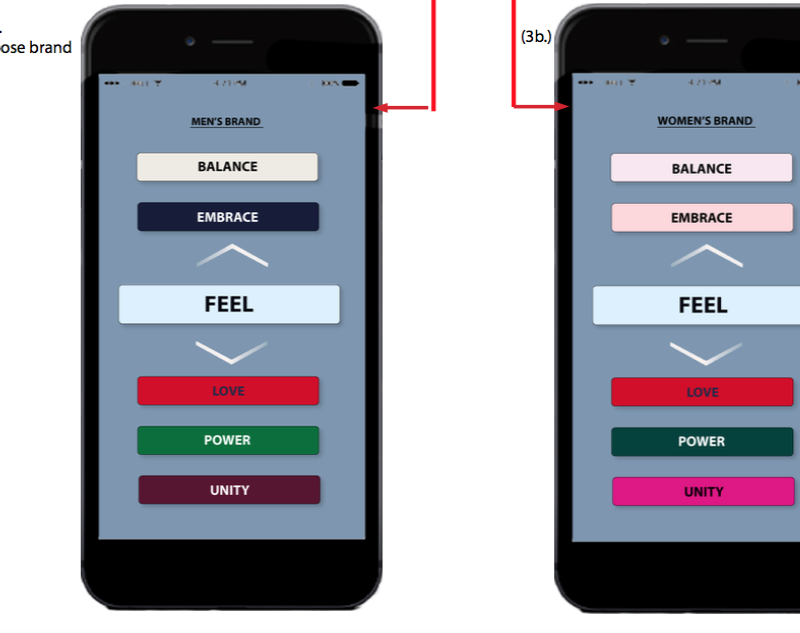 ose brand
MEN'S BRAND
BALANCE
EMBRACE
FEEL
LOVE
POWER
UNITY
(3b.)
WOMEN'S BRAND
BALANCE
EMBRACE
FEEL
LOVE
POWER
UNITY